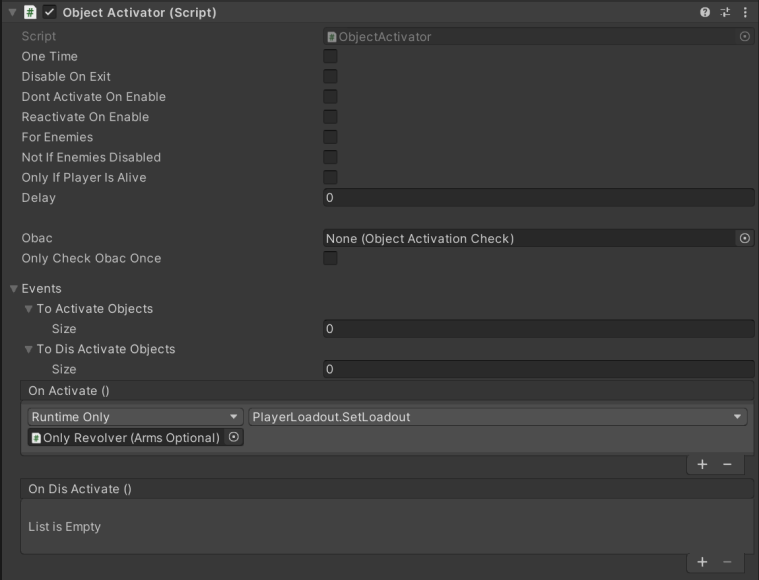 Object Activator (Script)
Script ObjectActivator
One Time
Disable On Exit
Dont Activate On Enable
Reactivate On Enable
For Enemies
Not If Enemies Disabled
Only If Player Is Alive
Delay 0
Obac None (Object Activation Check)
Only Check Obac Once
Events
To Activate Objects
Size 0
To Dis Activate Objects
Size 0
On Activate ()
Runtime Only PlayerLoadout.SetLoadout
Only Revolver (Arms Optional)
+ −
On Dis Activate ()
List is Empty
+ −